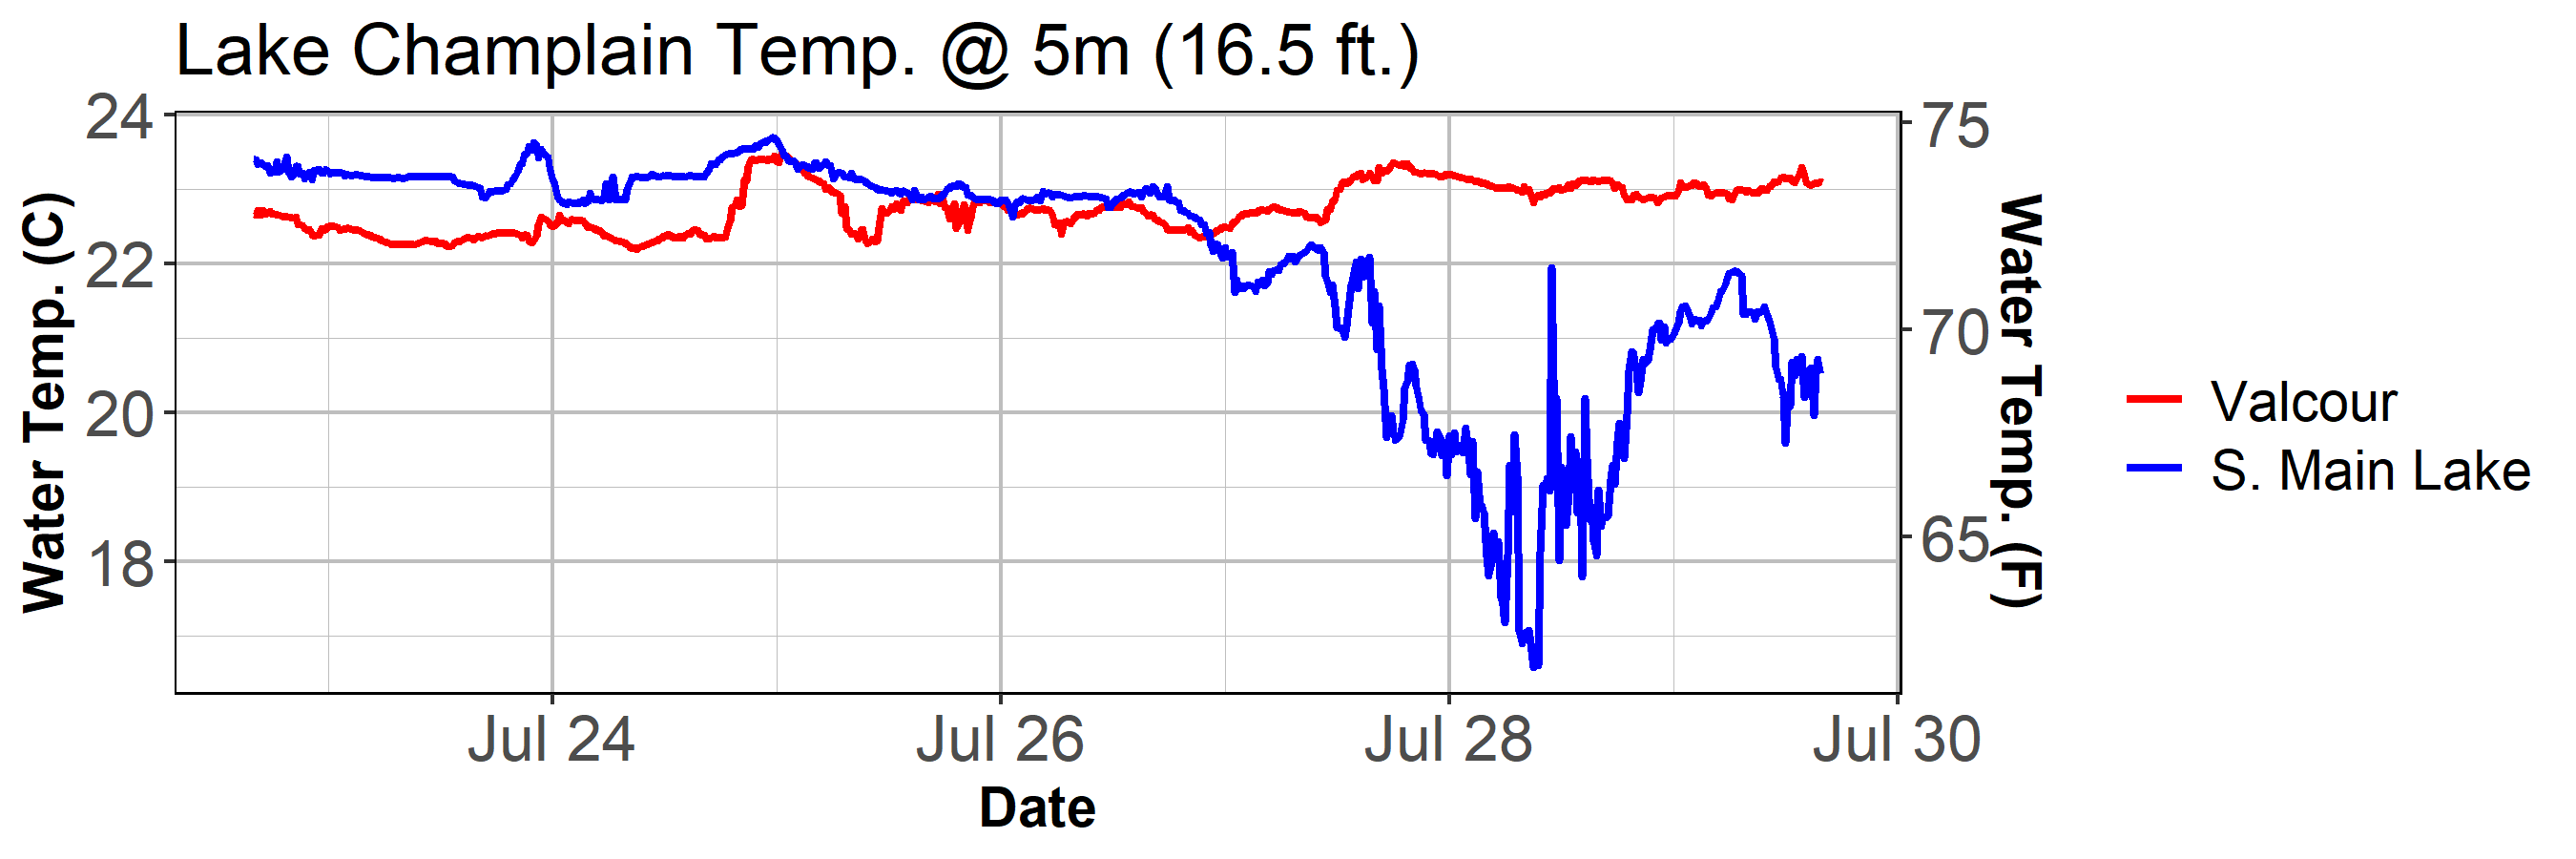 Lake Champlain Temp. @ 5m (16.5 ft.)
Water Temp. (C)
24
22
20
18
75
70
65
Water Temp. (F)
Jul 24
Jul 26
Jul 28
Jul 30
Date
Valcour
S. Main Lake